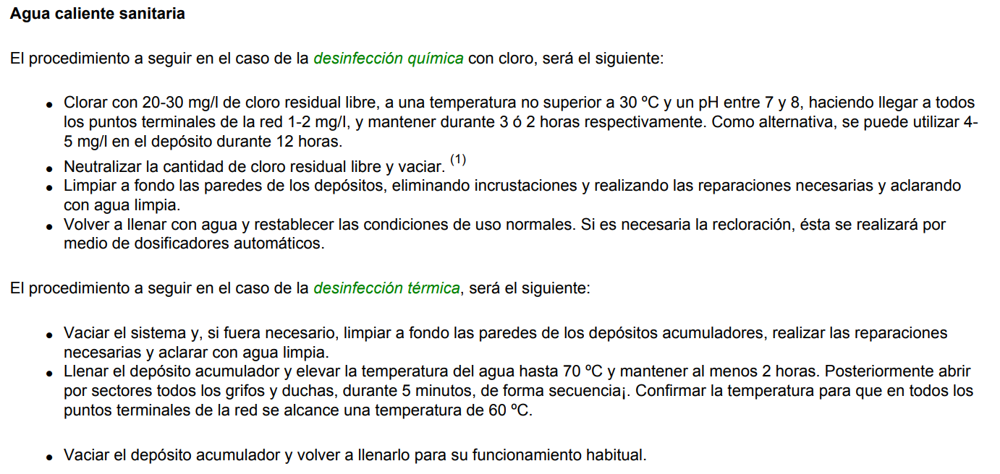 Agua caliente sanitaria
El procedimiento a seguir en el caso de la desinfección química con cloro, será el siguiente:
● Clorar con 20-30 mg/l de cloro residual libre, a una temperatura no superior a 30 ºC y un pH entre 7 y 8, haciendo llegar a todos
los puntos terminales de la red 1-2 mg/l, y mantener durante 3 ó 2 horas respectivamente. Como alternativa, se puede utilizar 4-
5 mg/l en el depósito durante 12 horas.
● Neutralizar la cantidad de cloro residual libre y vaciar. (1)
● Limpiar a fondo las paredes de los depósitos, eliminando incrustaciones y realizando las reparaciones necesarias y aclarando
con agua limpia.
● Volver a llenar con agua y restablecer las condiciones de uso normales. Si es necesaria la recloración, ésta se realizará por
medio de dosificadores automáticos.
El procedimiento a seguir en el caso de la desinfección térmica, será el siguiente:
● Vaciar el sistema y, si fuera necesario, limpiar a fondo las paredes de los depósitos acumuladores, realizar las reparaciones
necesarias y aclarar con agua limpia.
● Llenar el depósito acumulador y elevar la temperatura del agua hasta 70 ºC y mantener al menos 2 horas. Posteriormente abrir
por sectores todos los grifos y duchas, durante 5 minutos, de forma secuencia¡. Confirmar la temperatura para que en todos los
puntos terminales de la red se alcance una temperatura de 60 ºC.
● Vaciar el depósito acumulador y volver a llenarlo para su funcionamiento habitual.